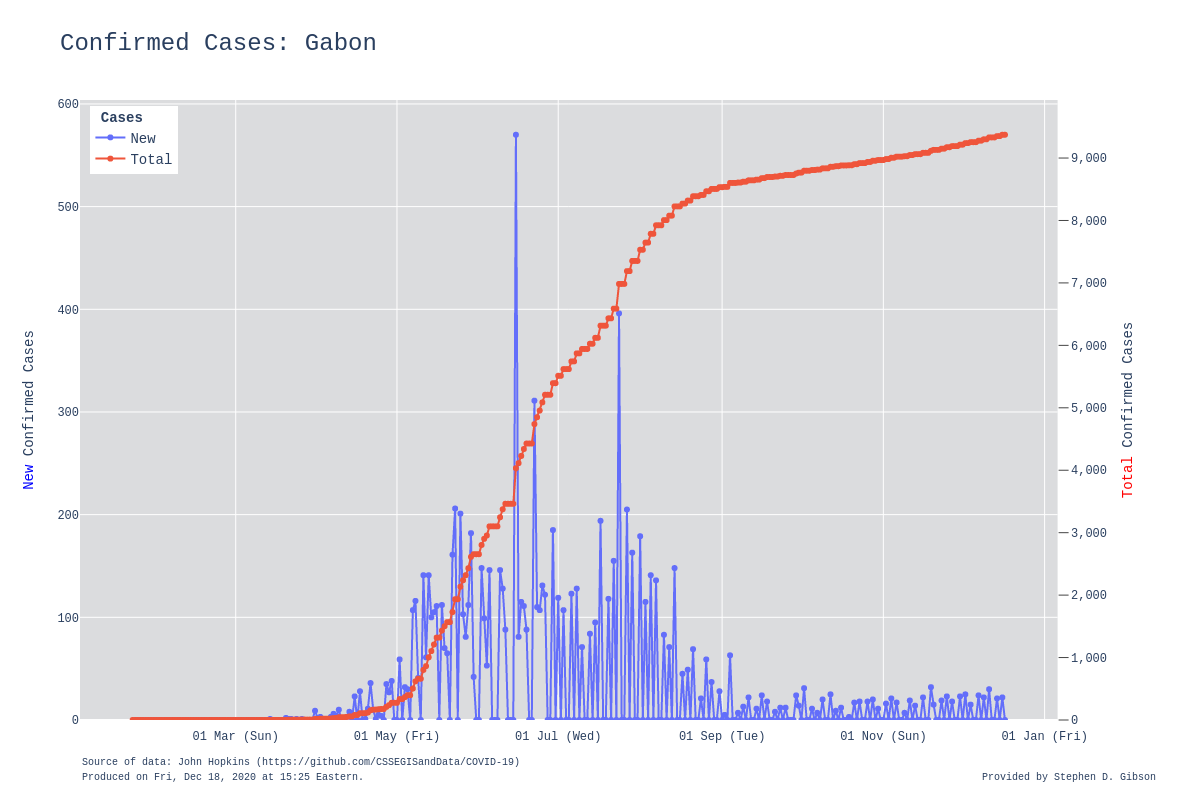 Confirmed Cases: Gabon
Cases
New
Total
600
500
400
300
200
100
0
9,000
8,000
7,000
6,000
5,000
4,000
3,000
2,000
1,000
0
New Confirmed Cases
Total Confirmed Cases
01 Mar (Sun)
01 May (Fri)
01 Jul (Wed)
01 Sep (Tue)
01 Nov (Sun)
01 Jan (Fri)
Source of data: John Hopkins (https://github.com/CSSEGISandData/COVID-19)
Produced on Fri, Dec 18, 2020 at 15:25 Eastern.
Provided by Stephen D. Gibson